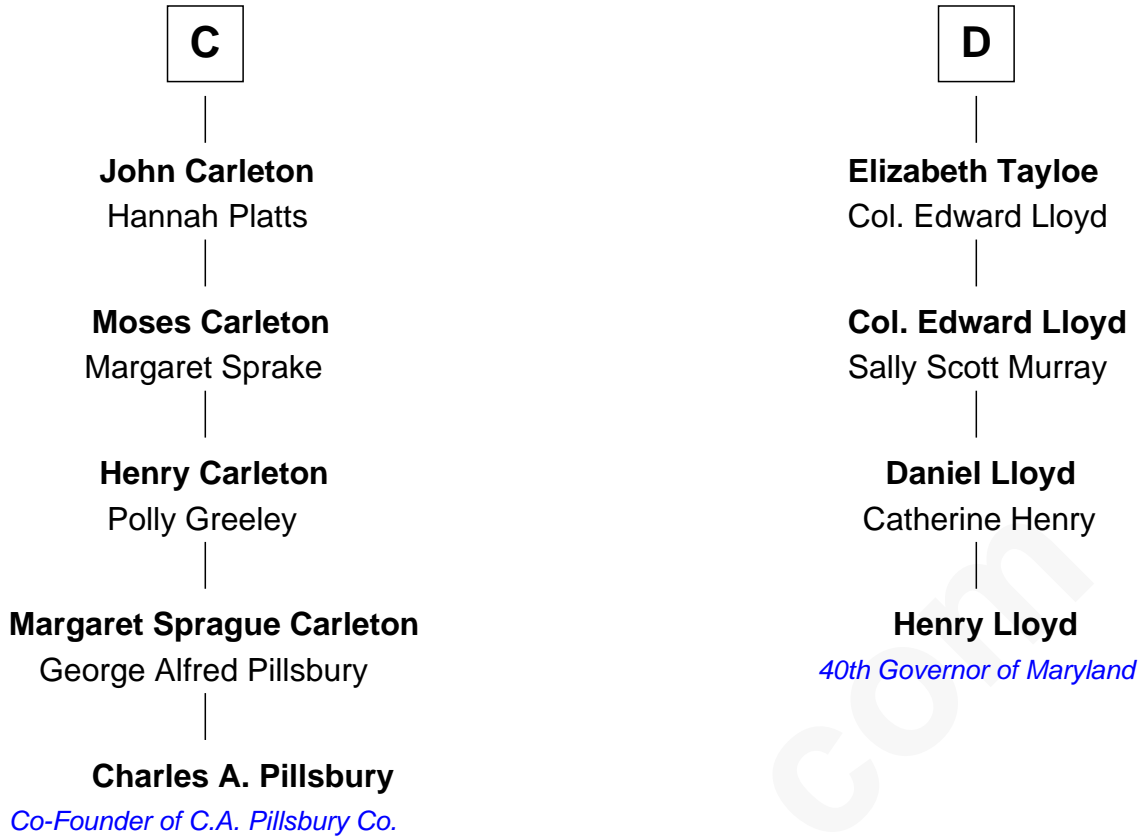 C
John Carleton
Hannah Platts
Moses Carleton
Margaret Sprake
Henry Carleton
Polly Greeley
Margaret Sprague Carleton
George Alfred Pillsbury
Charles A. Pillsbury
Co-Founder of C.A. Pillsbury Co.
D
Elizabeth Tayloe
Col. Edward Lloyd
Col. Edward Lloyd
Sally Scott Murray
Daniel Lloyd
Catherine Henry
Henry Lloyd
40th Governor of Maryland
com